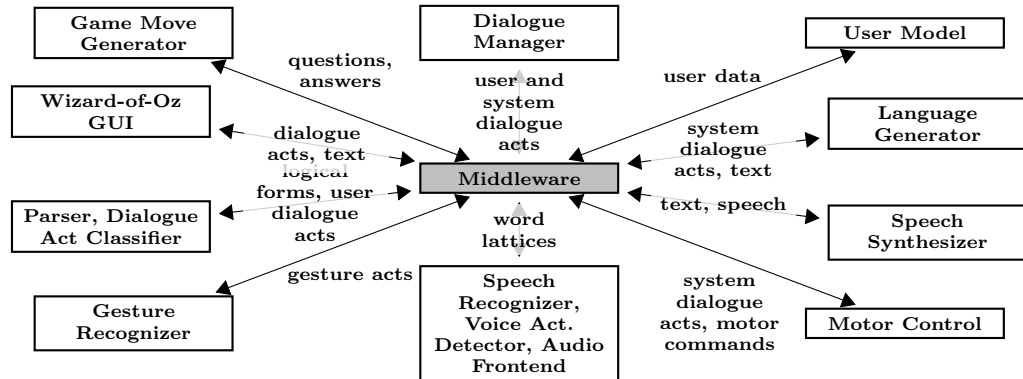 Game Move
Generator
Dialogue
Manager
User Model
questions,
answers
user and
system
dialogue
acts
user data
Wizard-of-Oz
GUI
Language
Generator
dialogue
acts, text
system
dialogue
acts, text
logical
forms, user
dialogue
acts
Middleware
text, speech
Parser, Dialogue
Act Classifier
word
lattices
Speech
Synthesizer
gesture acts
Gesture
Recognizer
Speech
Recognizer,
Voice Act.
Detector, Audio
Frontend
system
dialogue
acts, motor
commands
Motor Control